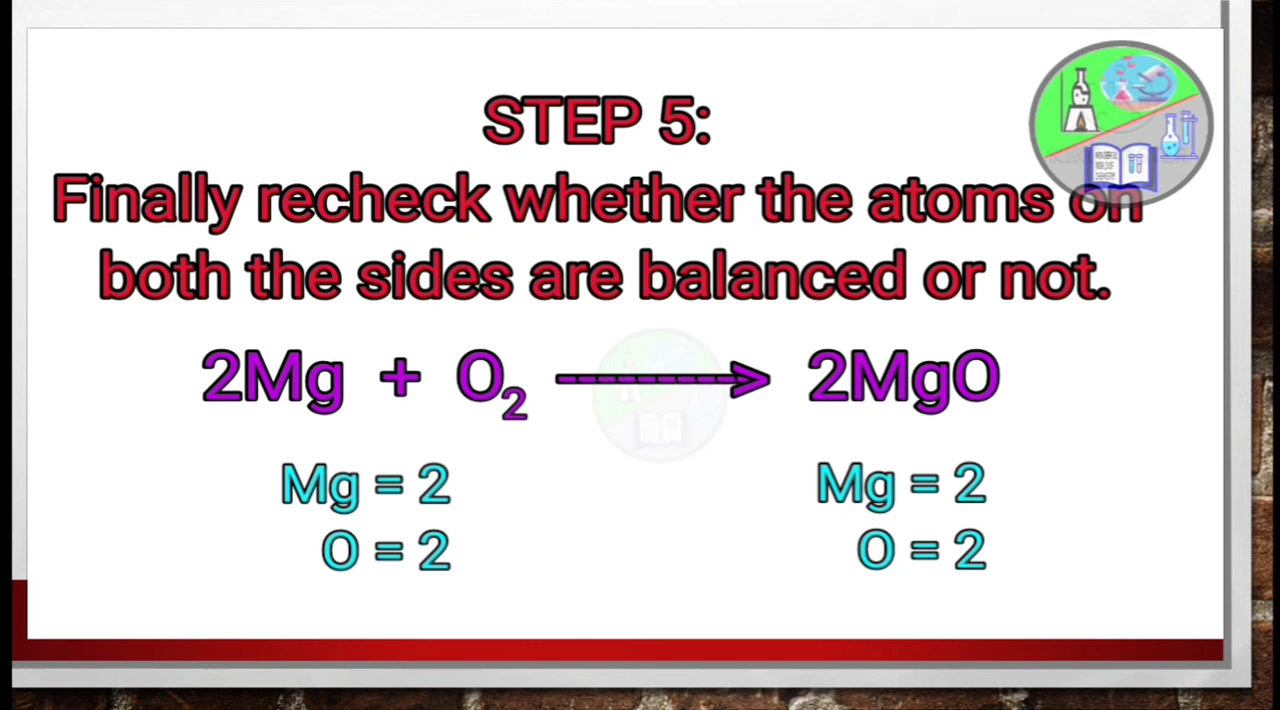 STEP 5:
Finally recheck whether the atoms on
both the sides are balanced or not.
2Mg + O₂ -------> 2MgO
Mg = 2 Mg = 2
O = 2 O = 2